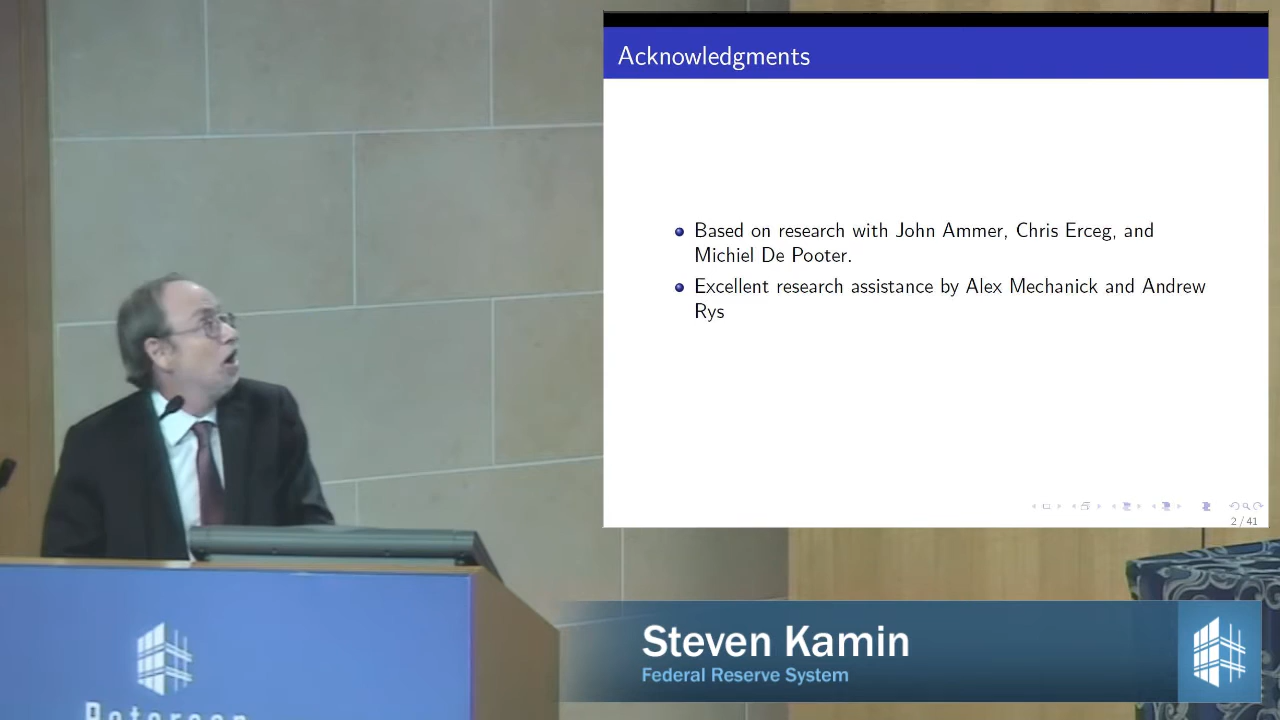 Acknowledgments
Based on research with John Ammer, Chris Erceg, and
Michiel De Pooter.
Excellent research assistance by Alex Mechanick and Andrew
Rys
2 / 41
Steven Kamin
Federal Reserve System
Peterson